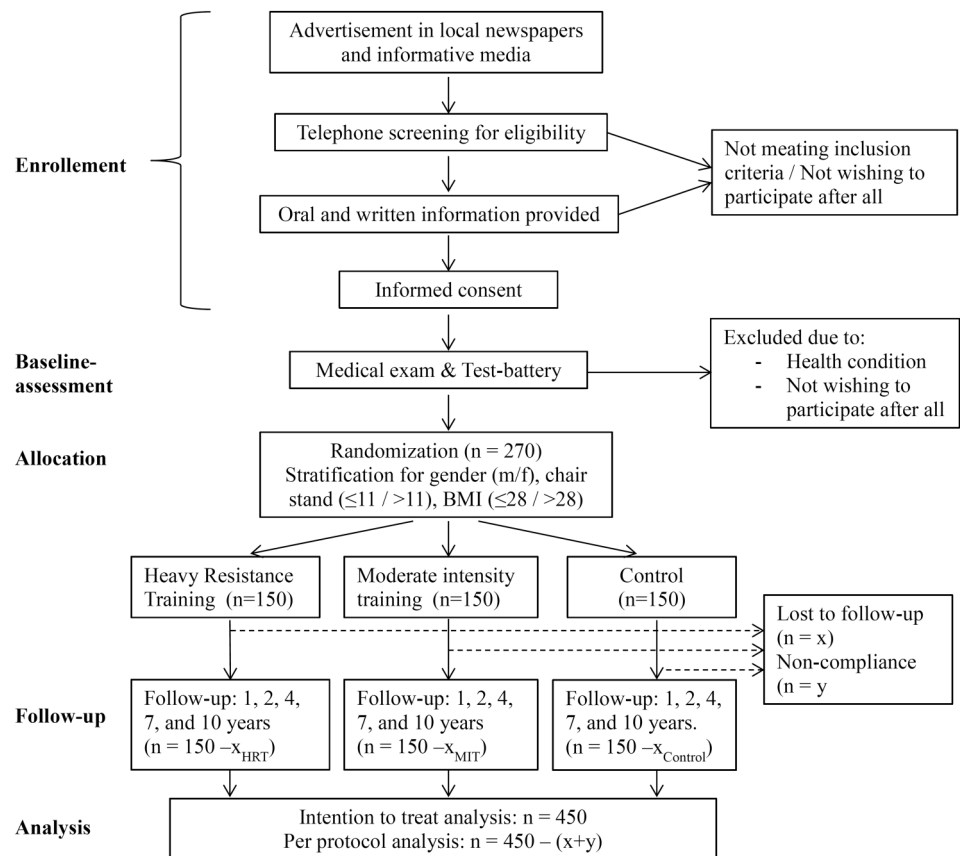 Advertisement in local newspapers
and informative media
Telephone screening for eligibility
Enrollement
Not meating inclusion
criteria / Not wishing to
participate after all
Oral and written information provided
Informed consent
Baseline-
assessment
Medical exam & Test-battery
Excluded due to:
- Health condition
- Not wishing to
participate after all
Allocation
Randomization (n = 270)
Stratification for gender (m/f), chair
stand (≤11 / >11), BMI (≤28 / >28)
Heavy Resistance
Training (n=150)
Moderate intensity
training (n=150)
Control
(n=150)
Lost to follow-up
(n = x)
Non-compliance
(n = y
Follow-up
Follow-up: 1, 2, 4,
7, and 10 years
(n = 150 –xHRT)
Follow-up: 1, 2, 4,
7, and 10 years
(n = 150 –xMIT)
Follow-up: 1, 2, 4,
7, and 10 years.
(n = 150 –xControl)
Analysis
Intention to treat analysis: n = 450
Per protocol analysis: n = 450 – (x+y)